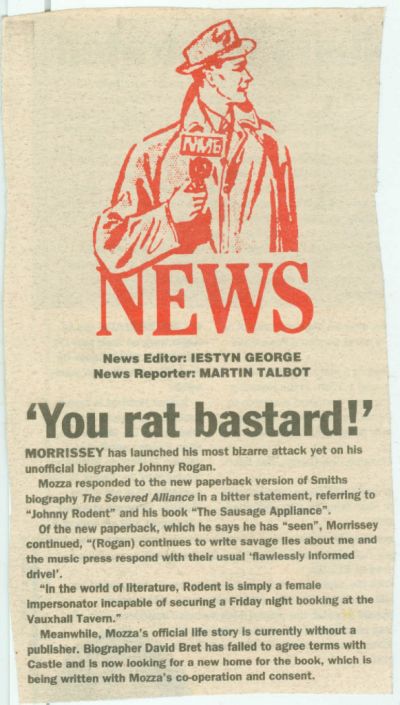 NME
NEWS
News Editor: IESTYN GEORGE
News Reporter: MARTIN TALBOT
‘You rat bastard!’
MORRISSEY has launched his most bizarre attack yet on his
unofficial biographer Johnny Rogan.
Mozza responded to the new paperback version of Smiths
biography The Severed Alliance in a bitter statement, referring to
“Johnny Rodent” and his book “The Sausage Appliance”.
Of the new paperback, which he says he has “seen”, Morrissey
continued, “(Rogan) continues to write savage lies about me and
the music press respond with their usual ‘flawlessly informed
drivel’.
“In the world of literature, Rodent is simply a female
impersonator incapable of securing a Friday night booking at the
Vauxhall Tavern.”
Meanwhile, Mozza’s official life story is currently without a
publisher. Biographer David Bret has failed to agree terms with
Castle and is now looking for a new home for the book, which is
being written with Mozza’s co-operation and consent.